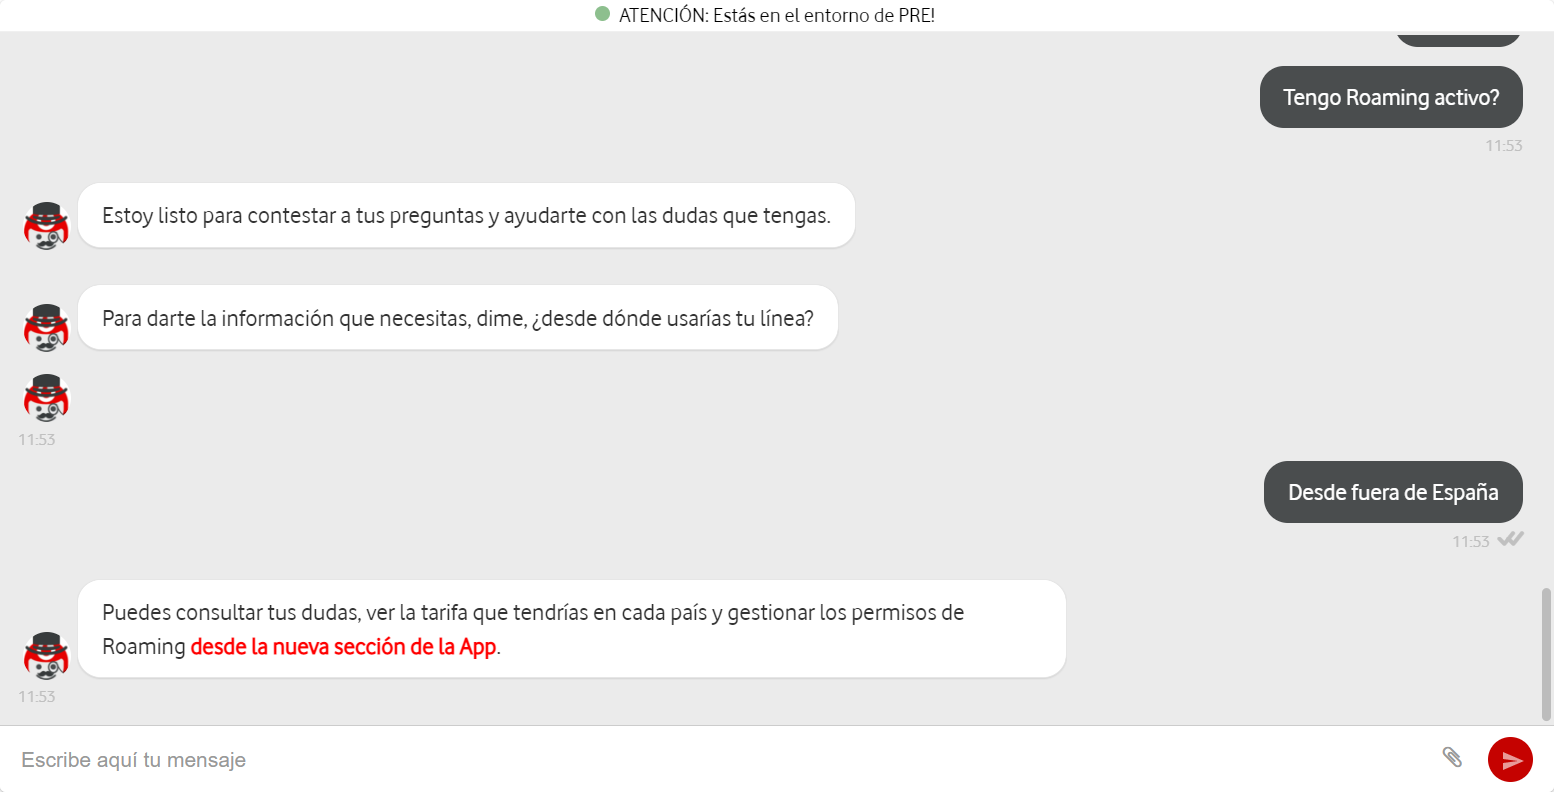 ATENCIÓN: Estás en el entorno de PRE!
Tengo Roaming activo?
11:53
Estoy listo para contestar a tus preguntas y ayudarte con las dudas que tengas.
Para darte la información que necesitas, dime, ¿desde dónde usarías tu línea?
11:53
Desde fuera de España
11:53
Puedes consultar tus dudas, ver la tarifa que tendrías en cada país y gestionar los permisos de
Roaming desde la nueva sección de la App.
11:53
Escribe aquí tu mensaje